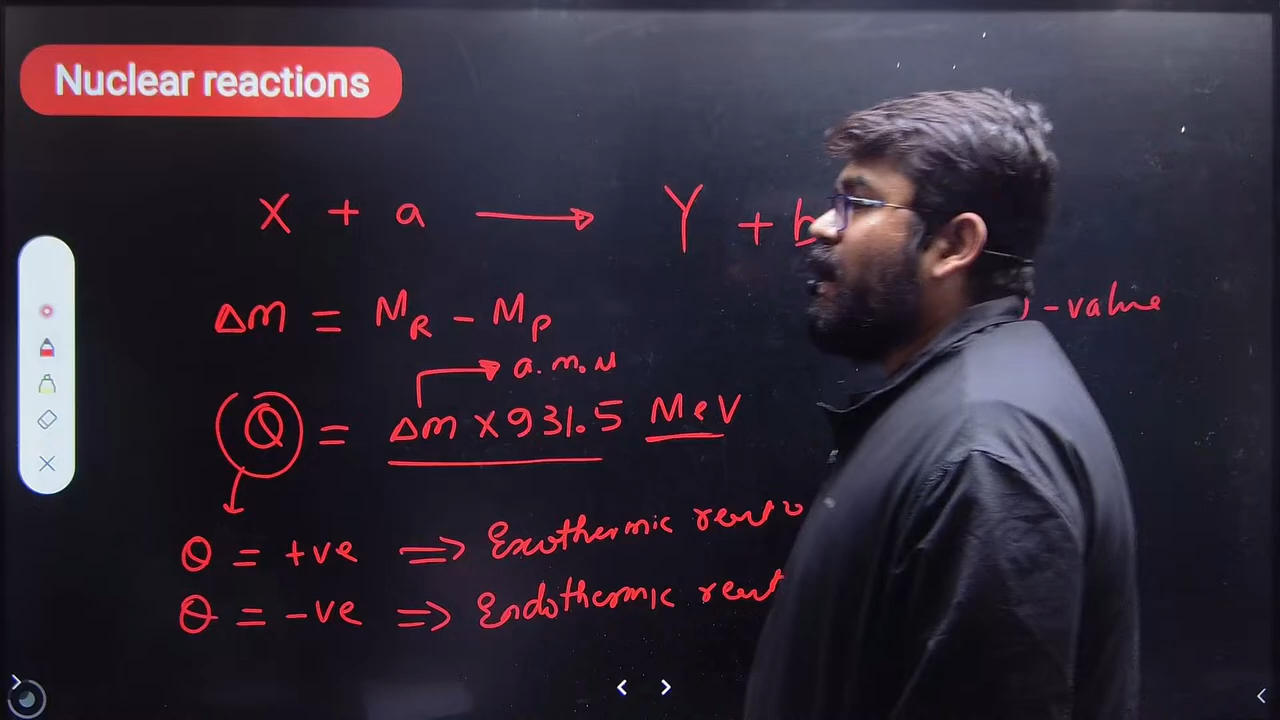 Nuclear reactions
X + a → Y + b
Δm = M_R - M_P
-value
a.m.u
Q = Δm × 931.5 MeV
Q = +ve ⇒ Exothermic
Q = -ve ⇒ Endothermic